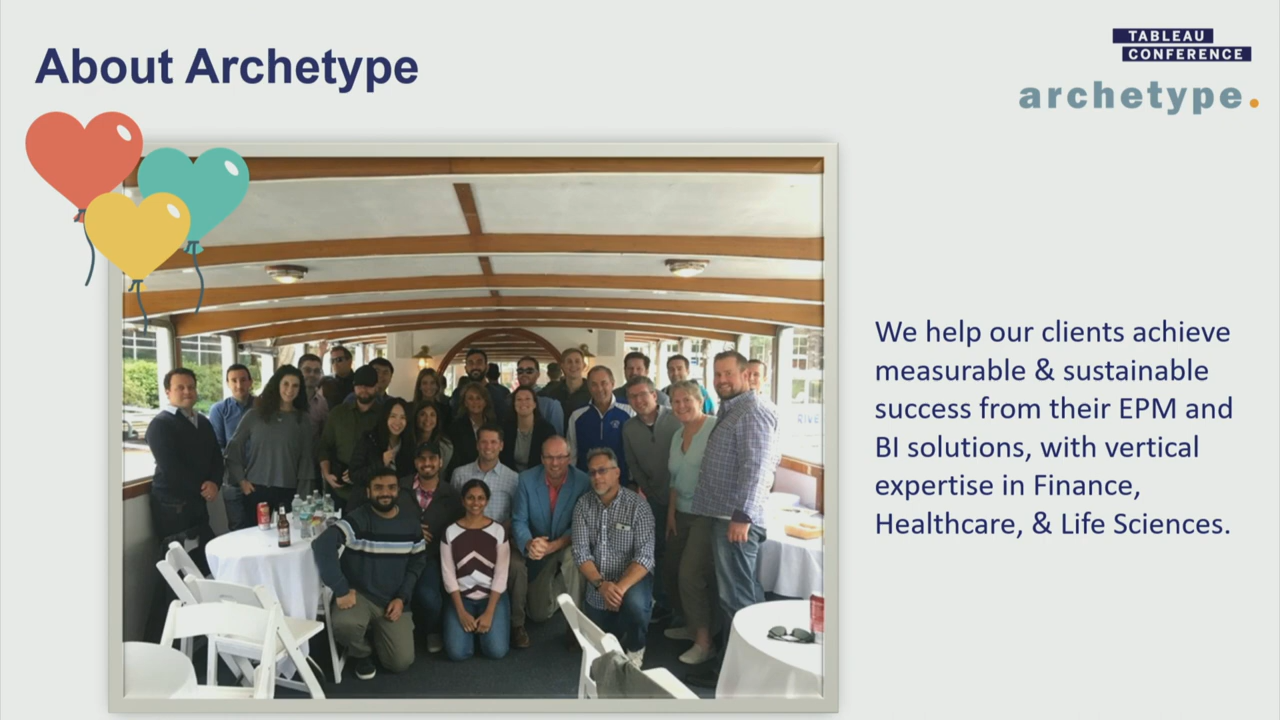 About Archetype
TABLEAU
CONFERENCE
archetype.
We help our clients achieve
measurable & sustainable
success from their EPM and
BI solutions, with vertical
expertise in Finance,
Healthcare, & Life Sciences.
RIVE